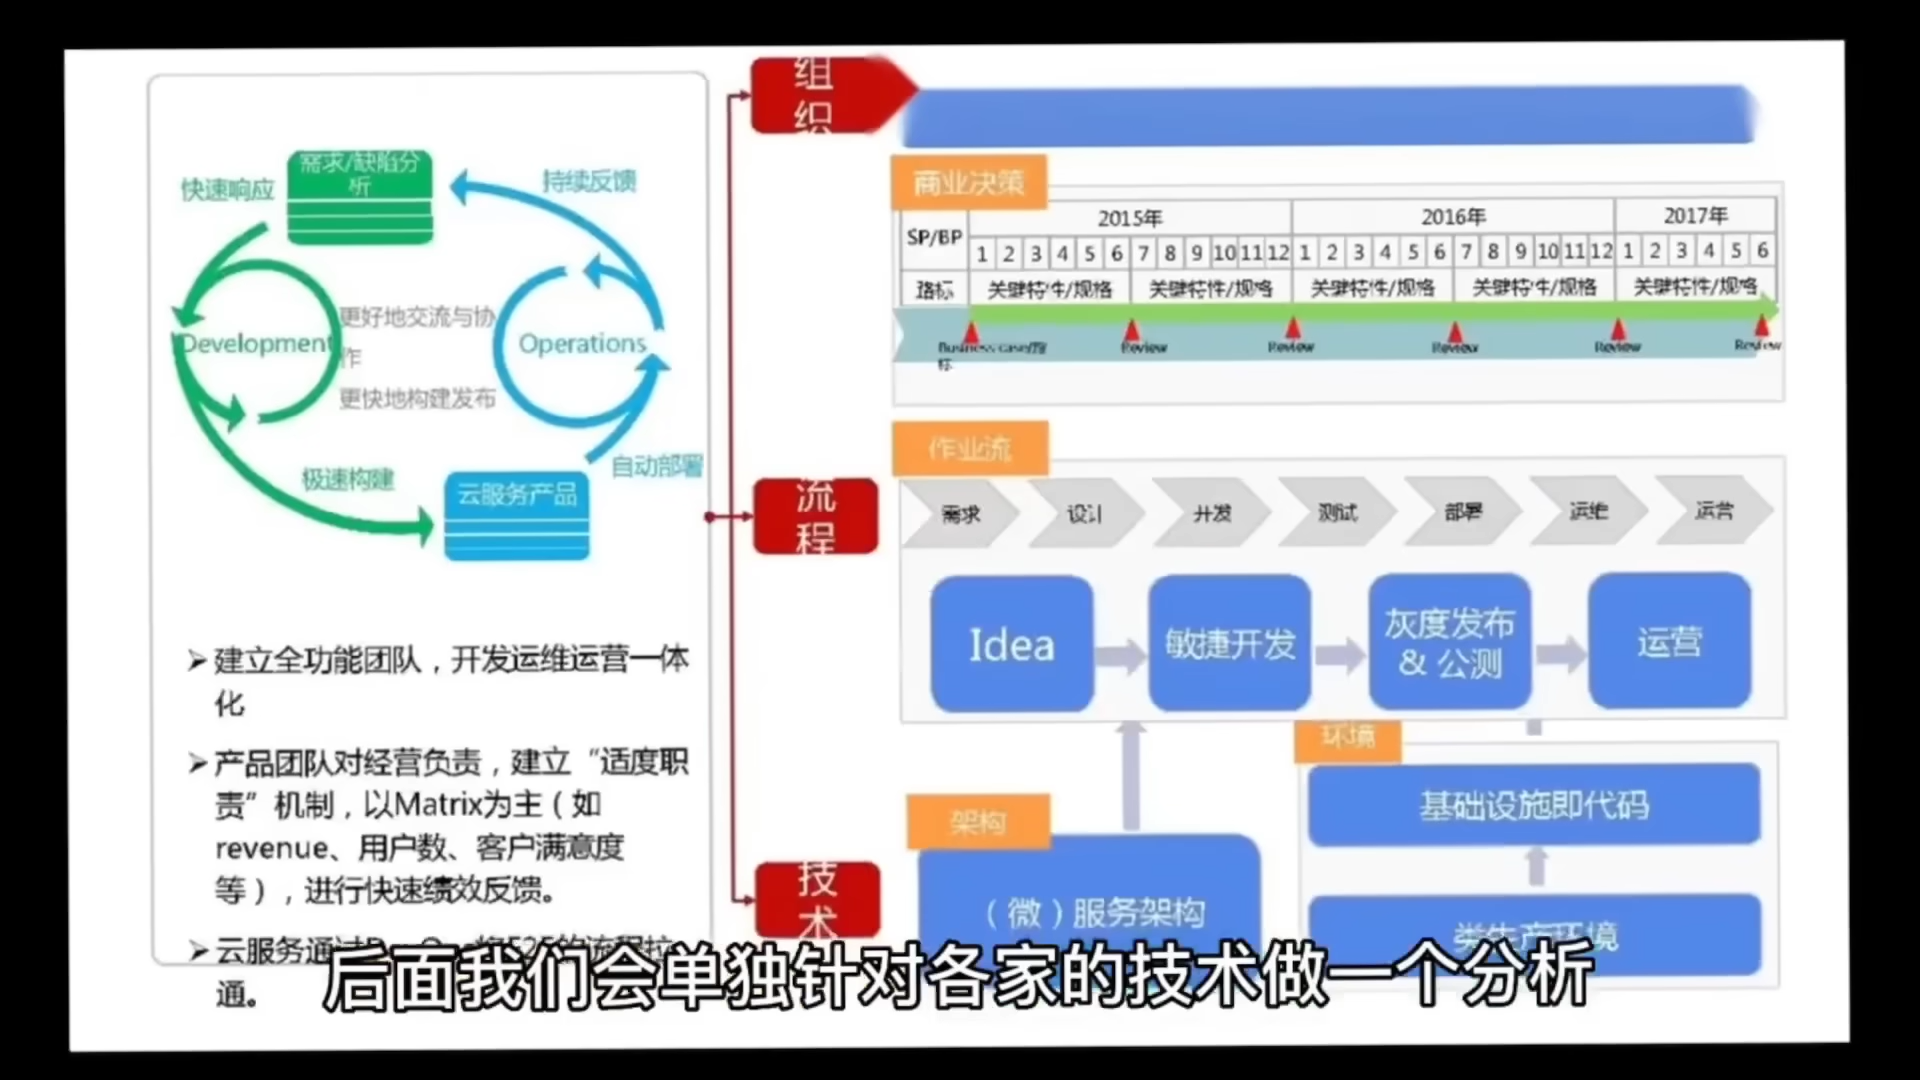 需求/缺陷分
析
快速响应
持续反馈
Development
更好地交流与协
作
更快地构建发布
Operations
极速构建
自动部署
云服务产品
建立全功能团队，开发运维运营一体
化
产品团队对经营负责，建立“适度职
责”机制，以Matrix为主（如
revenue、用户数、客户满意度
等），进行快速绩效反馈。
云服务通过
通。
组
织
流
程
技
术
商业决策
SP/BP
2015年 2016年 2017年
1 2 3 4 5 6 7 8 9 10 11 12 1 2 3 4 5 6 7 8 9 10 11 12 1 2 3 4 5 6
路标 关键特性/规格 关键特性/规格 关键特性/规格 关键特性/规格 关键特性/规格
Review Review Review Review Review
作业流
需求 设计 开发 测试 部署 运维 运营
Idea 敏捷开发 灰度发布 运营
& 公测
环境
基础设施即代码
类生产环境
架构
（微）服务架构
后面我们会单独针对各家的技术做一个分析